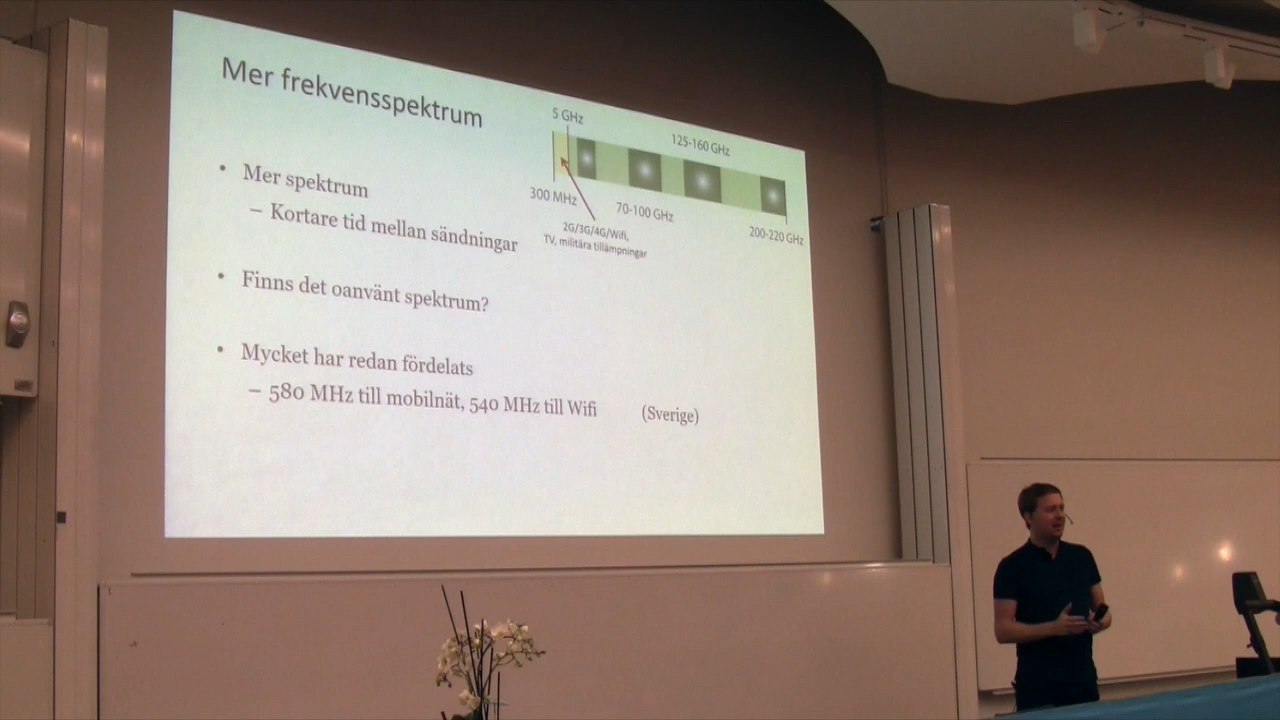 Mer frekvensspektrum
5 GHz
125-160 GHz
300 MHz
70-100 GHz
200-220 GHz
2G/3G/4G/Wifi,
TV, militära tillämpningar
• Mer spektrum
– Kortare tid mellan sändningar
• Finns det oanvänt spektrum?
• Mycket har redan fördelats
– 580 MHz till mobilnät, 540 MHz till Wifi (Sverige)